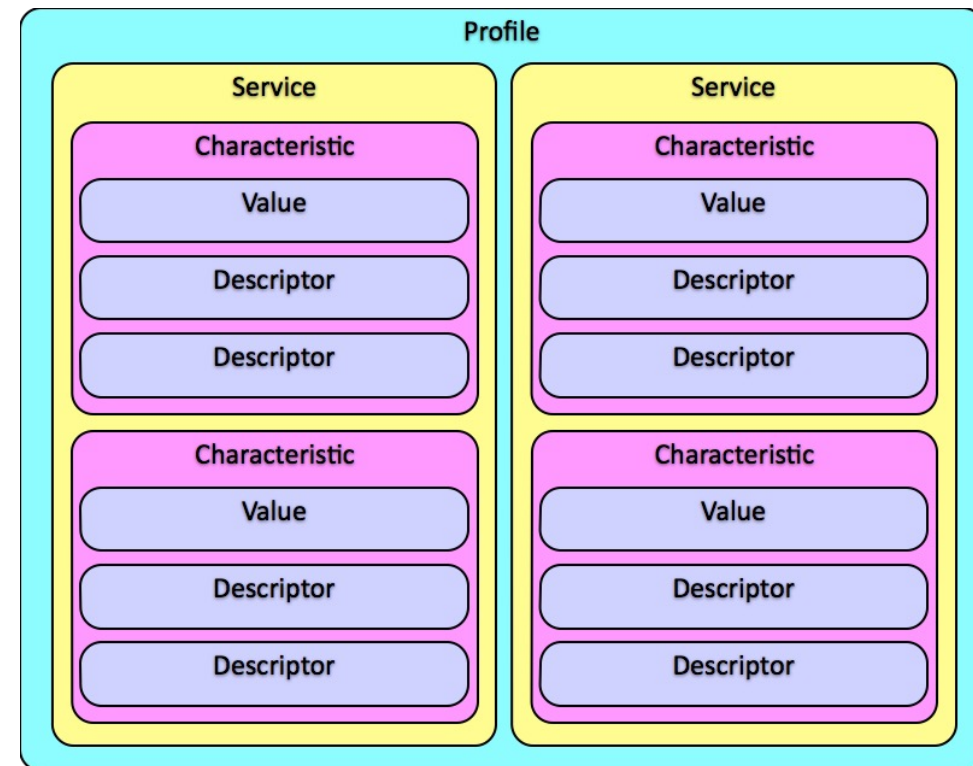 Profile
Service
Characteristic
Value
Descriptor
Descriptor
Characteristic
Value
Descriptor
Descriptor
Service
Characteristic
Value
Descriptor
Descriptor
Characteristic
Value
Descriptor
Descriptor